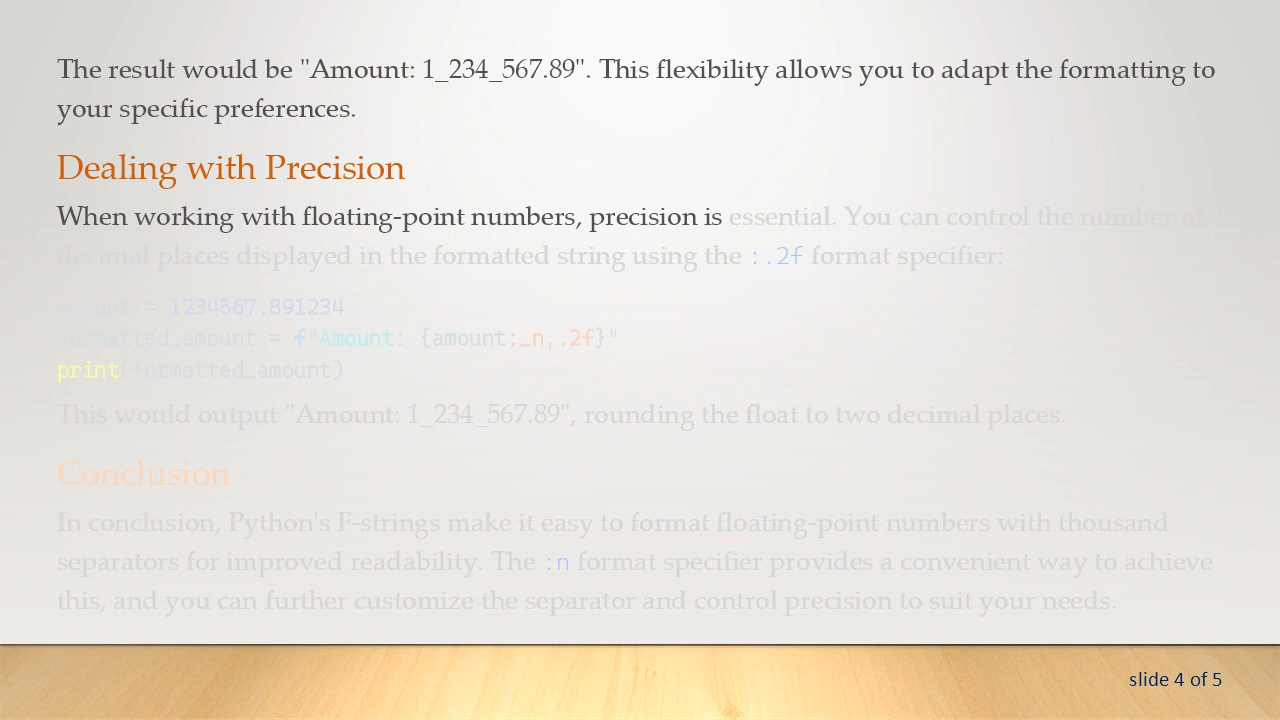 The result would be "Amount: 1_234_567.89". This flexibility allows you to adapt the formatting to
your specific preferences.
Dealing with Precision
When working with floating-point numbers, precision is essential. You can control the number of
decimal places displayed in the formatted string using the :.2f format specifier:
amount = 1234567.891234
formatted_amount = f"Amount: {amount:_n,.2f}"
print(formatted_amount)
This would output "Amount: 1_234_567.89", rounding the float to two decimal places.
Conclusion
In conclusion, Python's F-strings make it easy to format floating-point numbers with thousand
separators for improved readability. The :n format specifier provides a convenient way to achieve
this, and you can further customize the separator and control precision to suit your needs.
slide 4 of 5